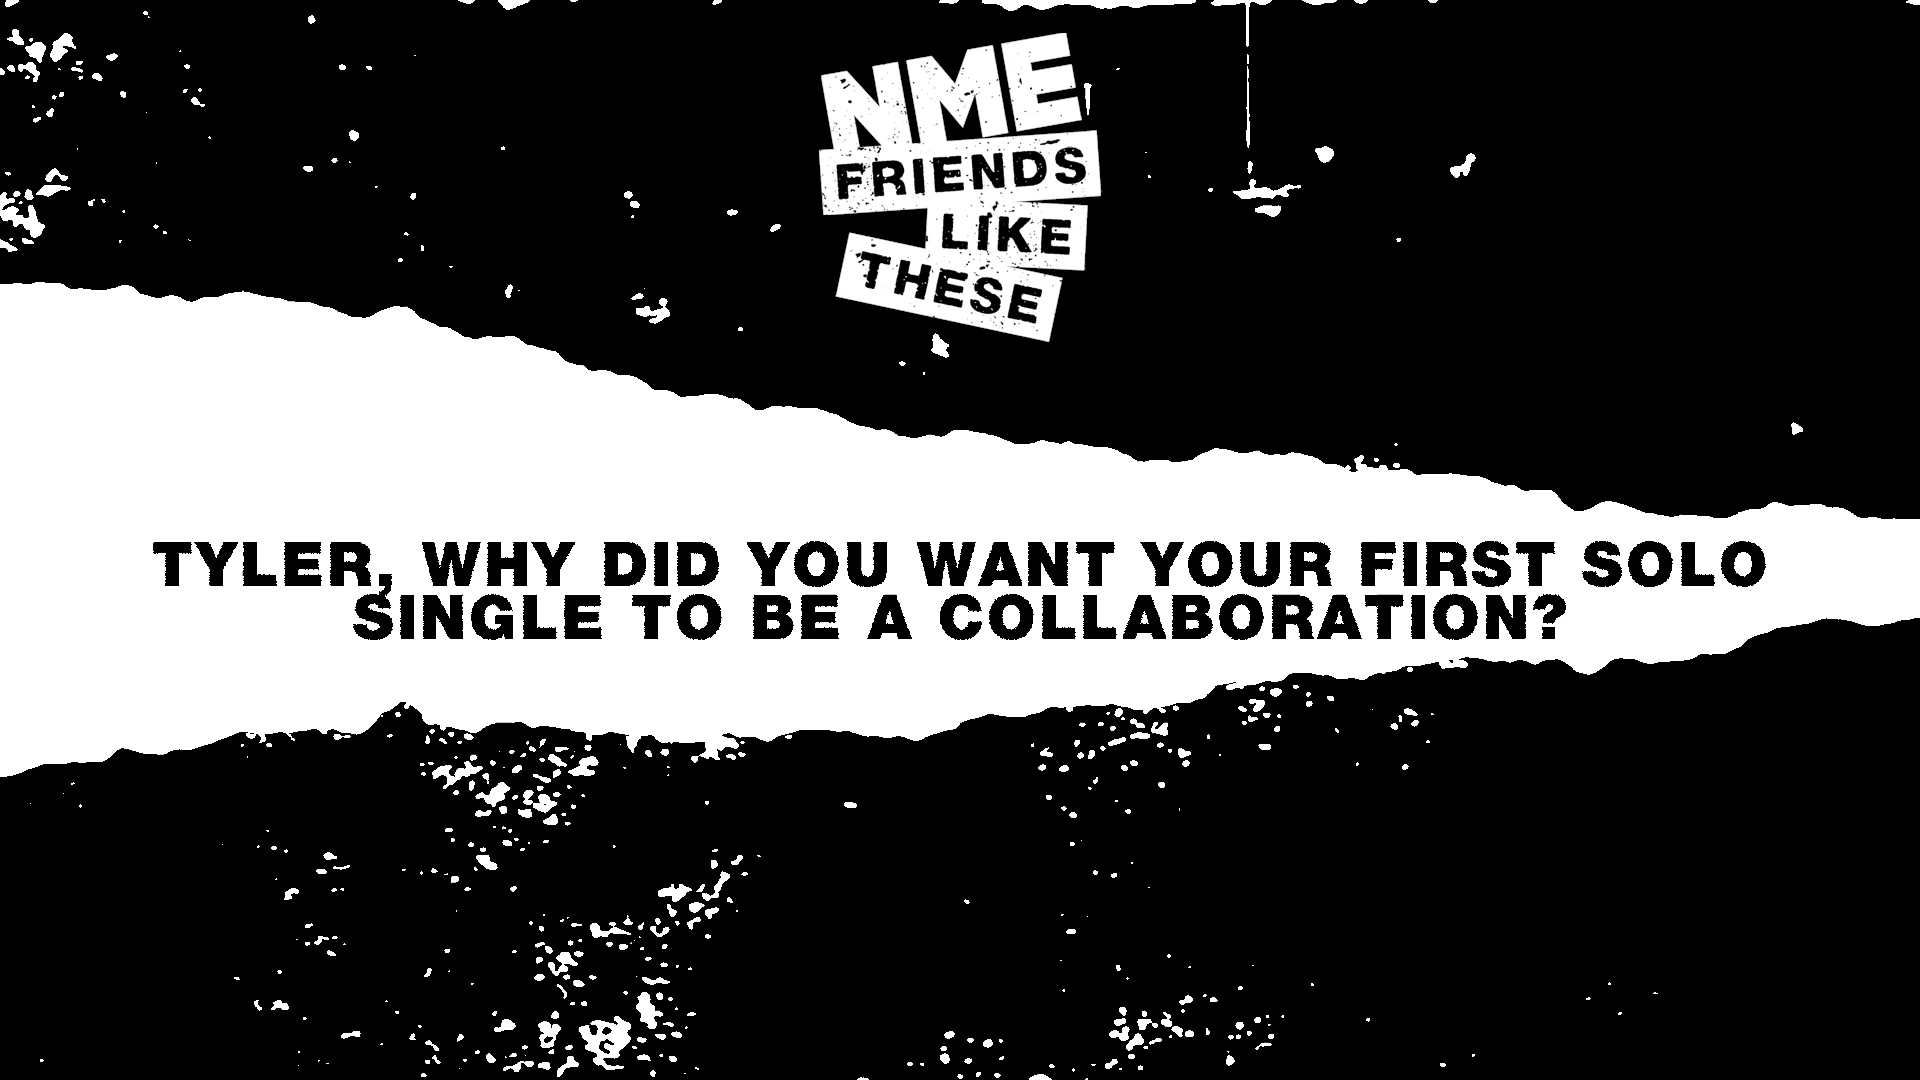 NME
FRIENDS
LIKE
THESE
TYLER, WHY DID YOU WANT YOUR FIRST SOLO
SINGLE TO BE A COLLABORATION?